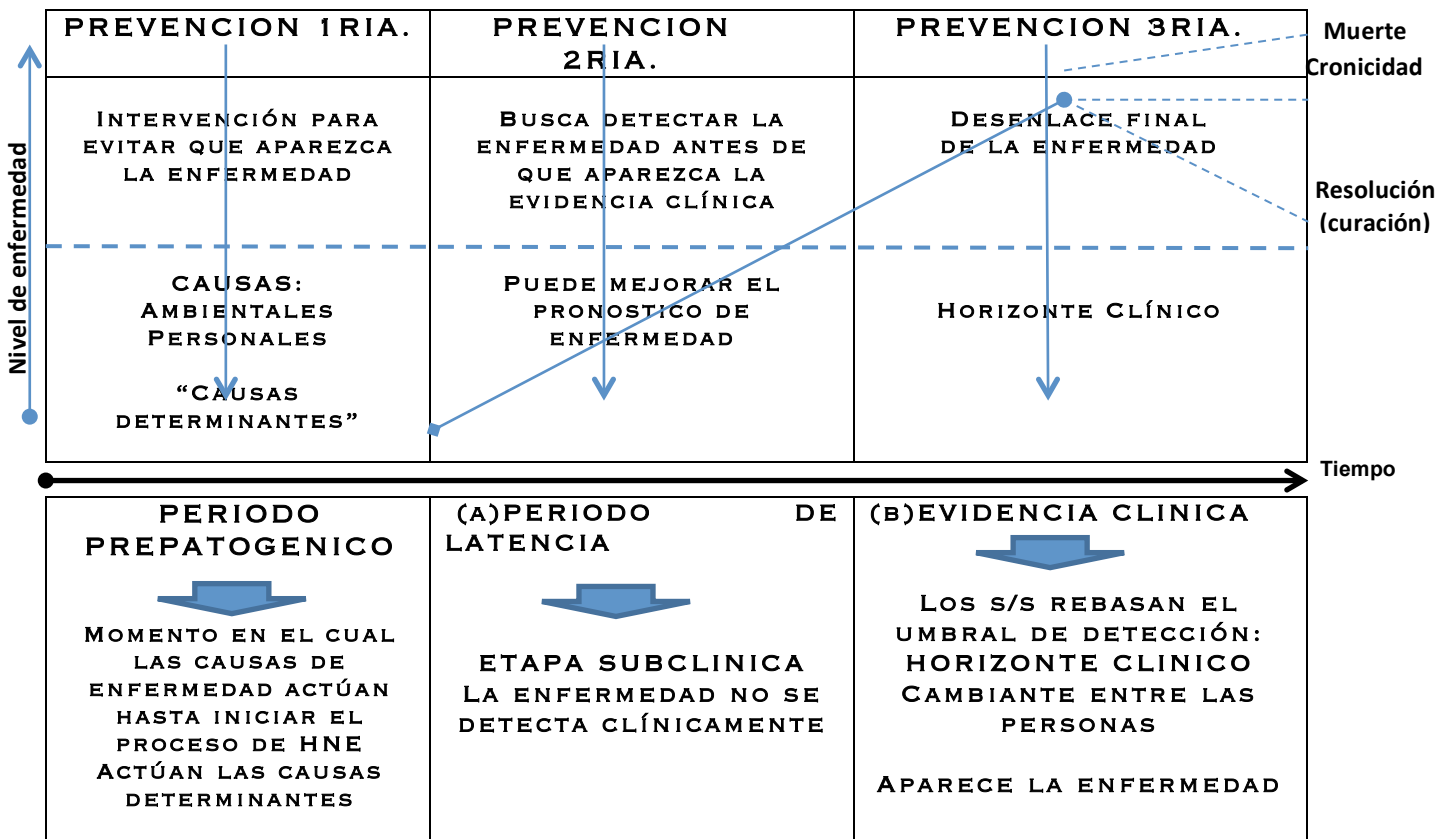 PREVENCION 1RIA.
INTERVENCIÓN PARA
EVITAR QUE APAREZCA
LA ENFERMEDAD
CAUSAS:
AMBIENTALES
PERSONALES
“CAUSAS
DETERMINANTES”
PREVENCION
2RIA.
BUSCA DETECTAR LA
ENFERMEDAD ANTES DE
QUE APAREZCA LA
EVIDENCIA CLÍNICA
PUEDE MEJORAR EL
PRONOSTICO DE
ENFERMEDAD
PREVENCION 3RIA.
DESENLACE FINAL
DE LA ENFERMEDAD
HORIZONTE CLÍNICO
Muerte
Cronicidad
Resolución
(curación)
Nivel de enfermedad
Tiempo
PERIODO
PREPATOGENICO
MOMENTO EN EL CUAL
LAS CAUSAS DE
ENFERMEDAD ACTÚAN
HASTA INICIAR EL
PROCESO DE HNE
ACTÚAN LAS CAUSAS
DETERMINANTES
(A)PERIODO DE
LATENCIA
ETAPA SUBCLINICA
LA ENFERMEDAD NO SE
DETECTA CLÍNICAMENTE
(B)EVIDENCIA CLINICA
LOS S/S REBASAN EL
UMBRAL DE DETECCIÓN:
HORIZONTE CLINICO
CAMBIANTE ENTRE LAS
PERSONAS
APARECE LA ENFERMEDAD